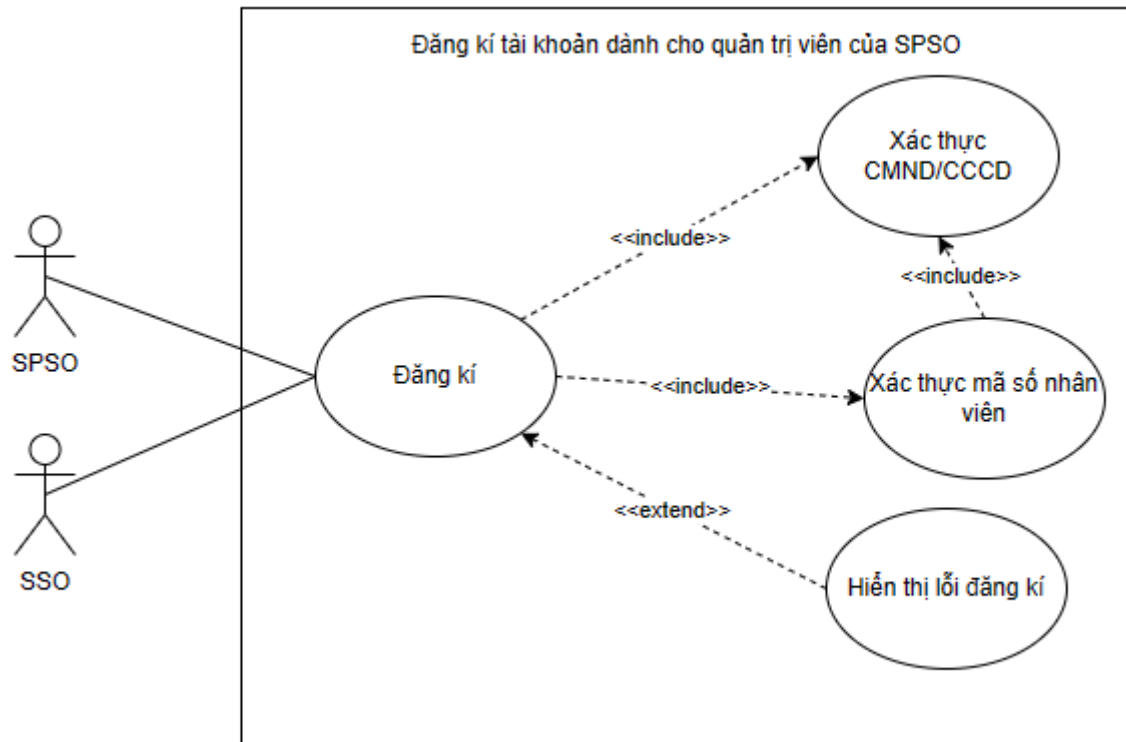 Đăng kí tài khoản dành cho quản trị viên của SPSO
Xác thực
CMND/CCCD
<<include>>
<<include>>
SPSO
Đăng kí
<<include>>
Xác thực mã số nhân
viên
<<extend>>
SSO
Hiển thị lỗi đăng kí